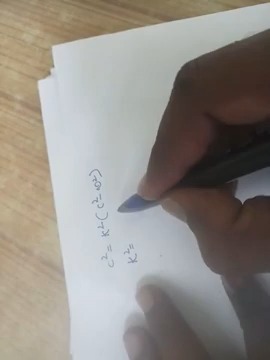 c² = k²(c² - v²)
k² =